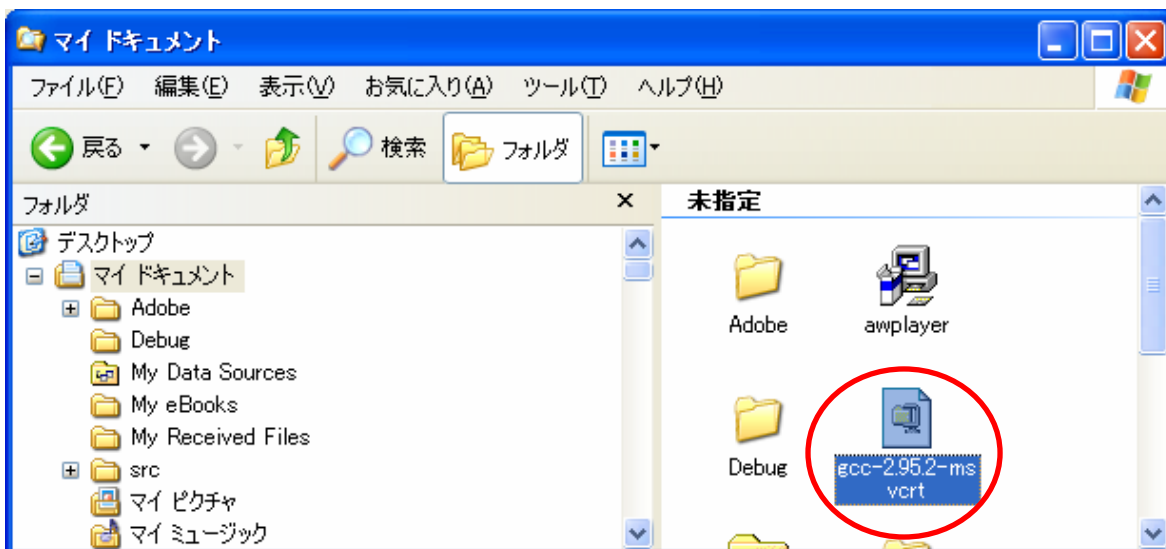 マイ ドキュメント
ファイル(F) 編集(E) 表示(V) お気に入り(A) ツール(T) ヘルプ(H)
戻る 検索 フォルダ
フォルダ
デスクトップ
マイ ドキュメント
Adobe
Debug
My Data Sources
My eBooks
My Received Files
src
マイ ピクチャ
マイ ミュージック
未指定
Adobe awplayer
Debug gcc-2.95.2-ms
vcrt